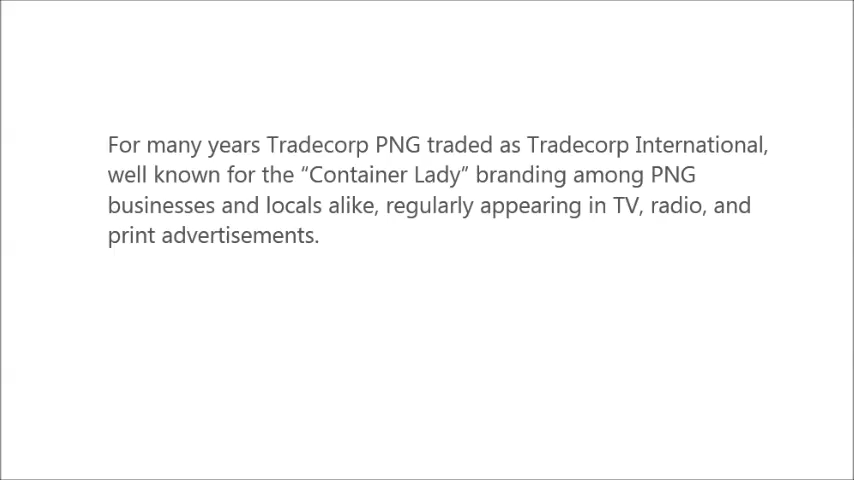 For many years Tradecorp PNG traded as Tradecorp International,
well known for the “Container Lady” branding among PNG
businesses and locals alike, regularly appearing in TV, radio, and
print advertisements.